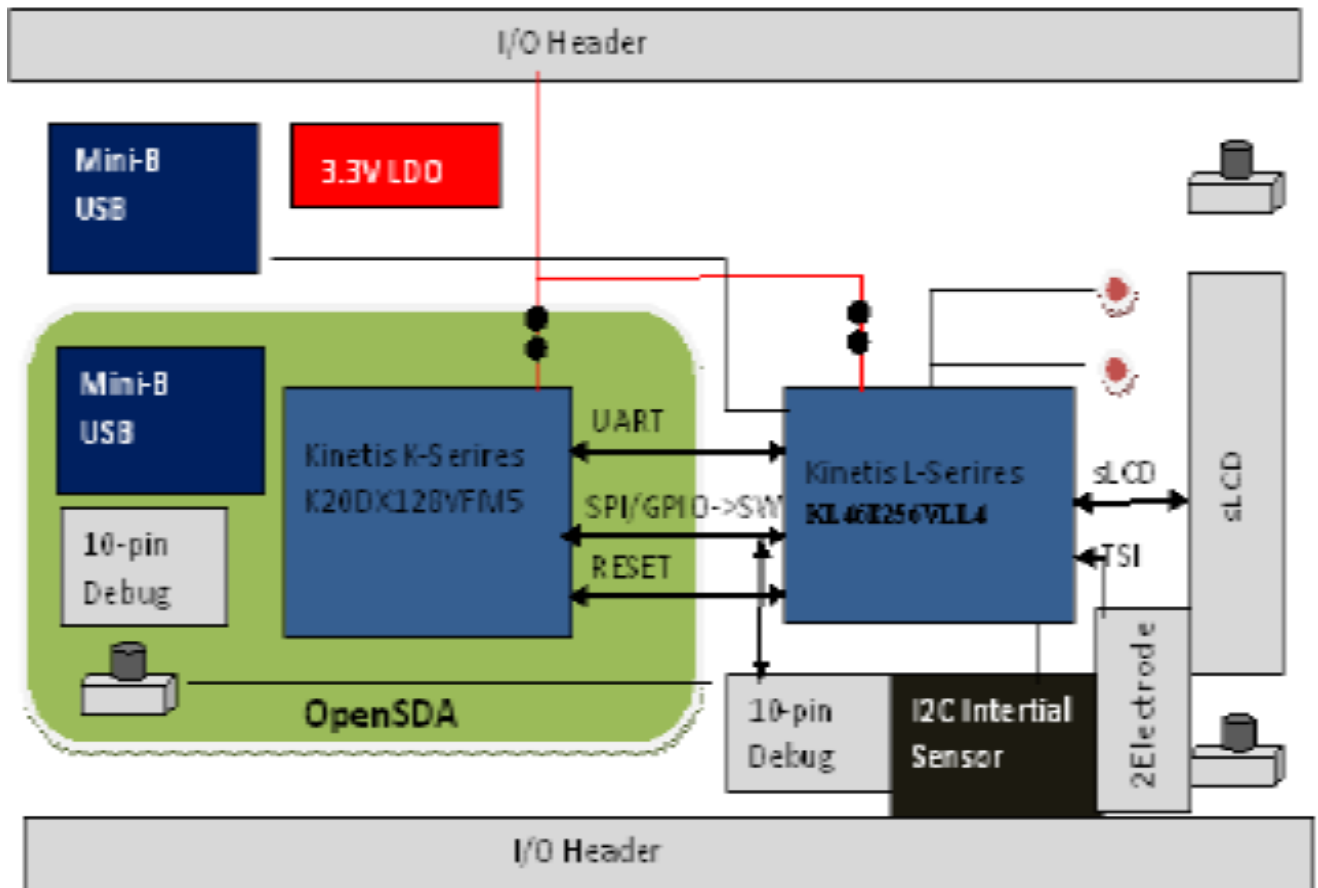 I/O Header
Mini-B
USB
3.3V LDO
Mini-B
USB
Kinetis K-Serires
K20DX128VFM5
10-pin
Debug
OpenSDA
UART
SPI/GPIO->SW
RESET
Kinetis L-Serires
KL46Z256VLL4
sLCD
TSI
sLCD
10-pin
Debug
I2C Intertial
Sensor
2Electrode
I/O Header